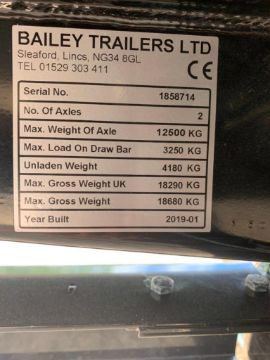 BAILEY TRAILERS LTD
Sleaford, Lincs, NG34 8GL
TEL 01529 303 411
CE
Serial No. 1858714
No. Of Axles 2
Max. Weight Of Axle 12500 KG
Max. Load On Draw Bar 3250 KG
Unladen Weight 4180 KG
Max. Gross Weight UK 18290 KG
Max. Gross Weight 18680 KG
Year Built 2019-01